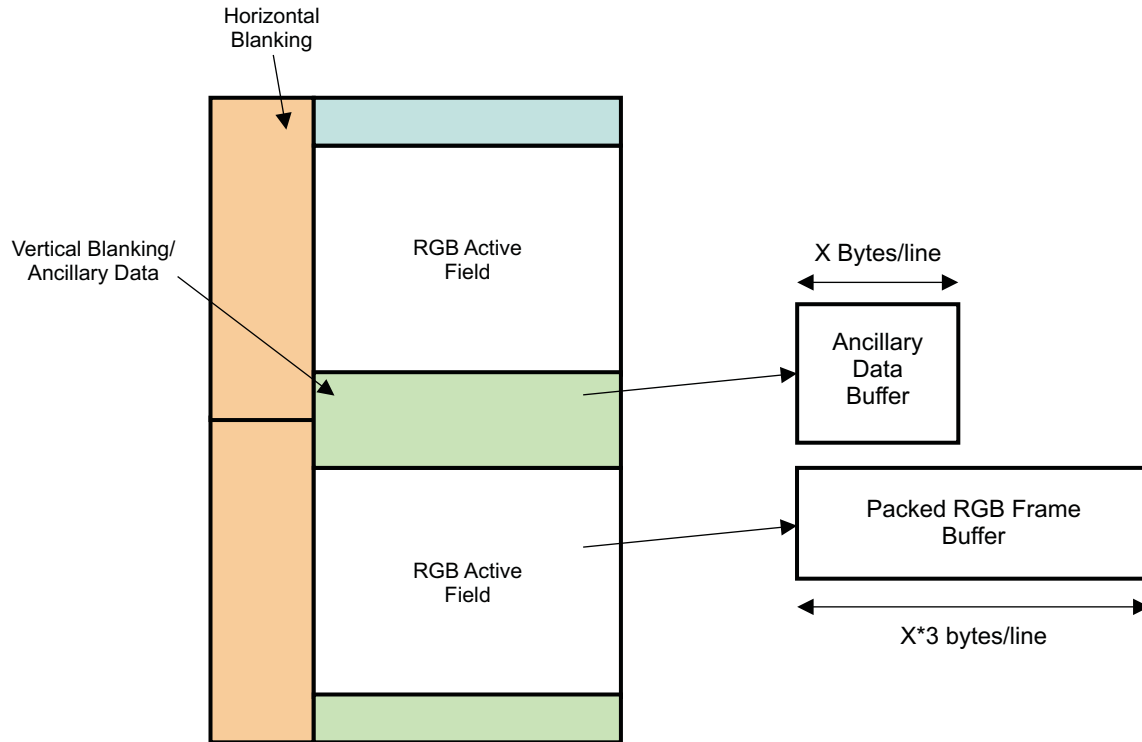 Horizontal
Blanking
RGB Active
Field
Vertical Blanking/
Ancillary Data
X Bytes/line
Ancillary
Data
Buffer
Packed RGB Frame
Buffer
RGB Active
Field
X*3 bytes/line